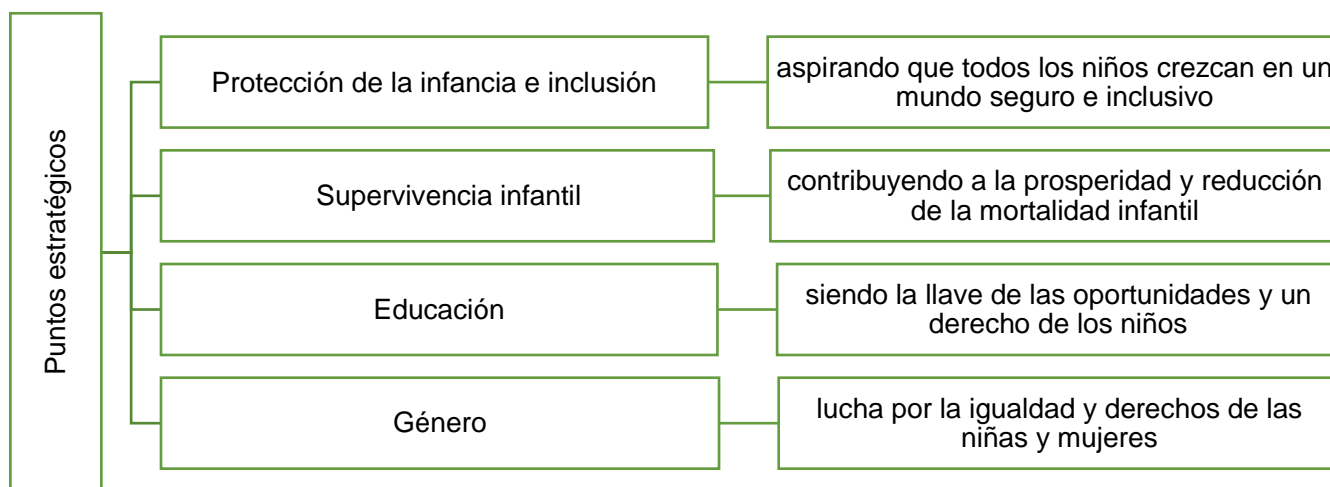 Puntos estratégicos
Protección de la infancia e inclusión
aspirando que todos los niños crezcan en un
mundo seguro e inclusivo
Supervivencia infantil
contribuyendo a la prosperidad y reducción
de la mortalidad infantil
Educación
siendo la llave de las oportunidades y un
derecho de los niños
Género
lucha por la igualdad y derechos de las
niñas y mujeres